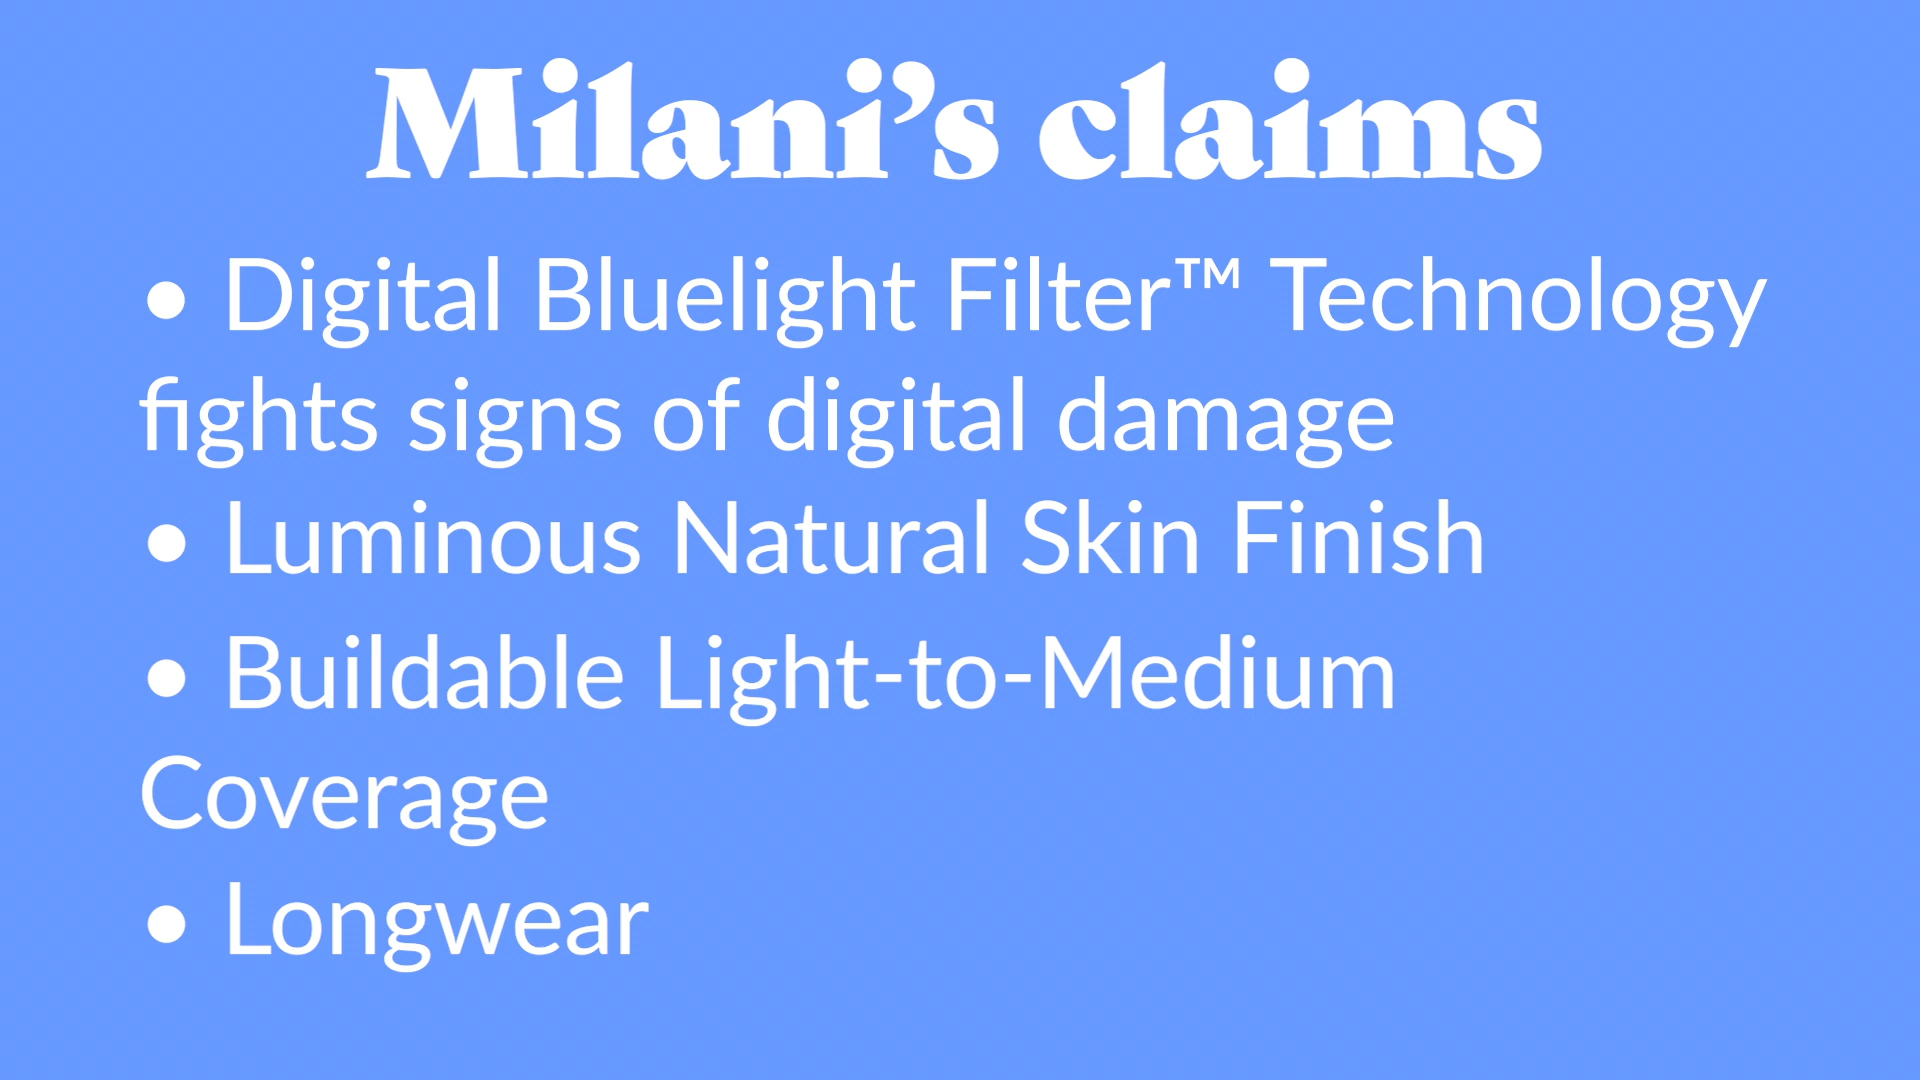 Milani’s claims
• Digital Bluelight Filter™ Technology
fights signs of digital damage
• Luminous Natural Skin Finish
• Buildable Light-to-Medium
Coverage
• Longwear